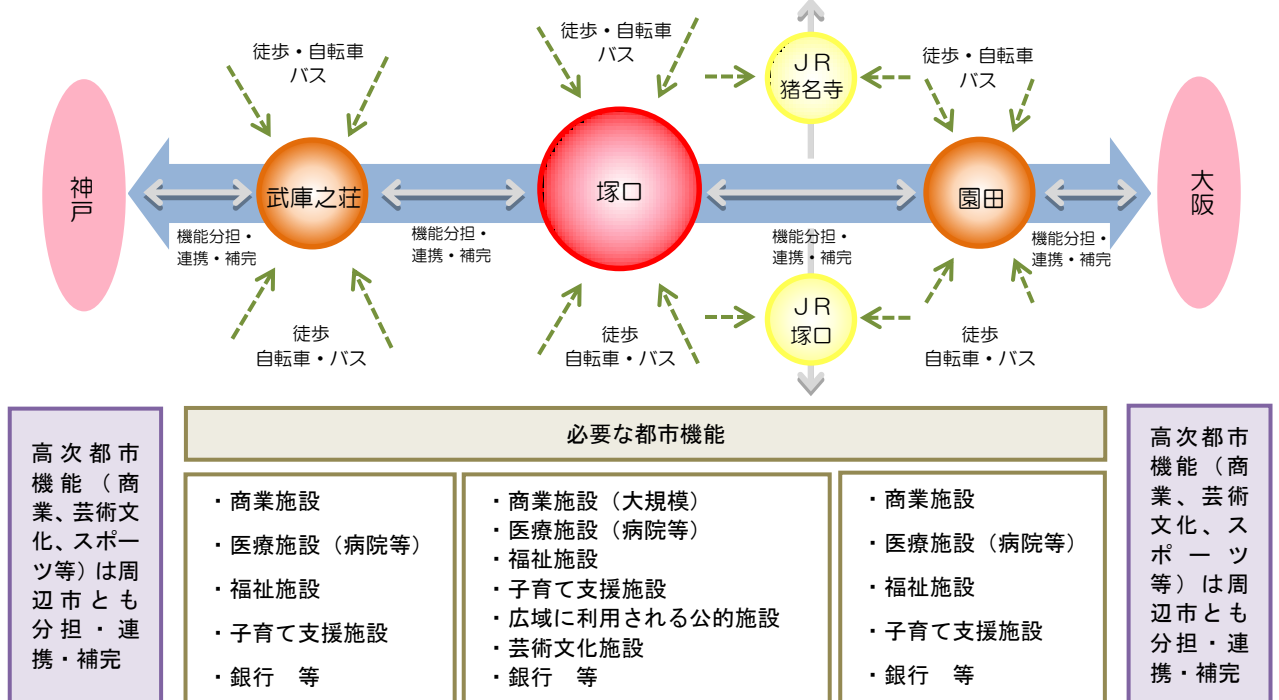 徒歩・自転車
バス
徒歩・自転車
バス
ＪＲ
猪名寺
徒歩・自転車
バス
神戸
武庫之荘
塚口
園田
大阪
機能分担・
連携・補完
機能分担・
連携・補完
機能分担・
連携・補完
機能分担・
連携・補完
徒歩
自転車・バス
徒歩
自転車・バス
ＪＲ
塚口
徒歩
自転車・バス
高次都市
機能（商
業、芸術文
化、スポー
ツ等）は周
辺市とも
分担・連
携・補完
必要な都市機能
・商業施設
・医療施設（病院等）
・福祉施設
・子育て支援施設
・銀行　等
・商業施設（大規模）
・医療施設（病院等）
・福祉施設
・子育て支援施設
・広域に利用される公的施設
・芸術文化施設
・銀行　等
・商業施設
・医療施設（病院等）
・福祉施設
・子育て支援施設
・銀行　等
高次都市
機能（商
業、芸術
文化、ス
ポーツ
等）は周
辺市とも
分担・連
携・補完